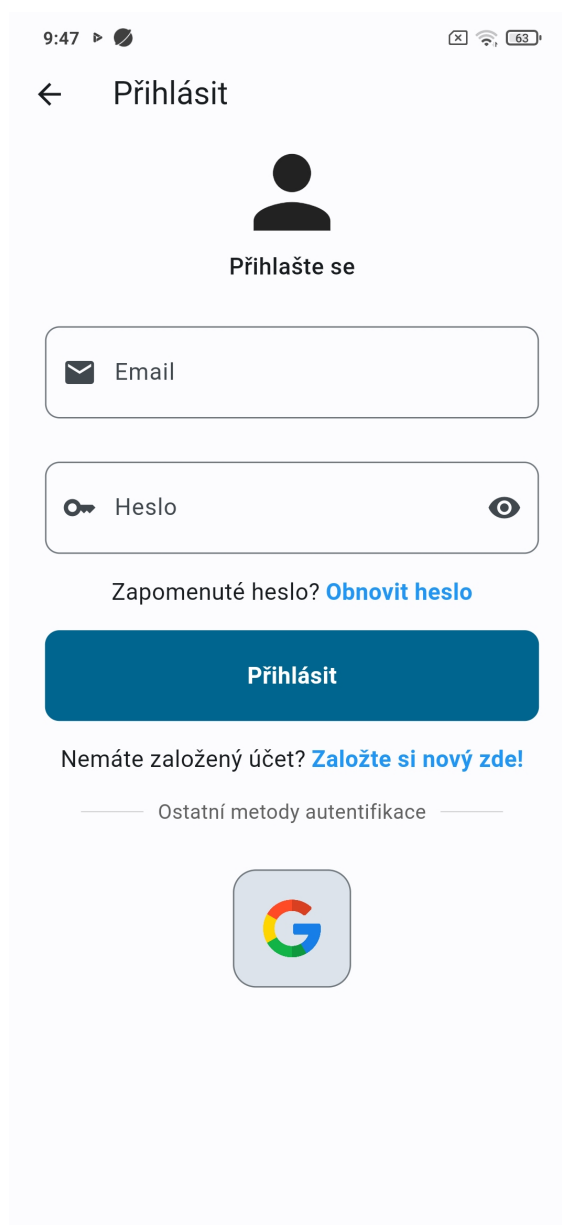 9:47
63
Přihlásit
Přihlašte se
Email
Heslo
Zapomenuté heslo? Obnovit heslo
Přihlásit
Nemáte založený účet? Založte si nový zde!
Ostatní metody autentifikace